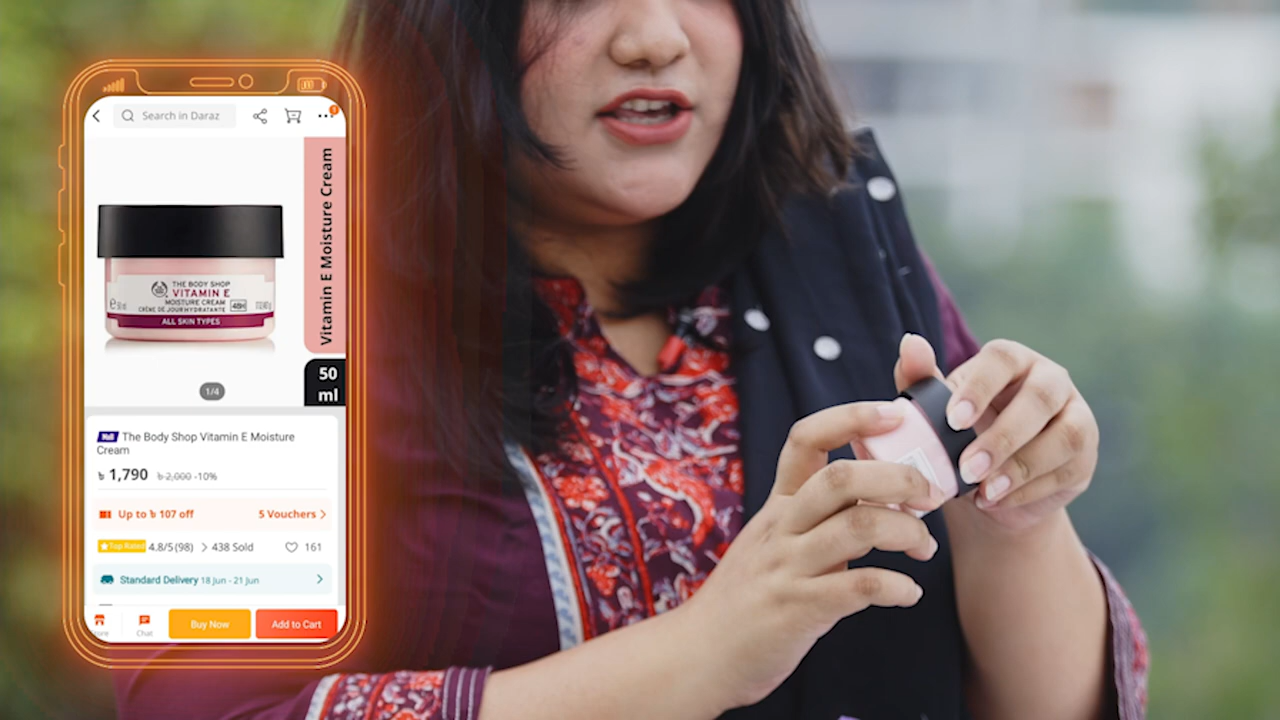 Search in Daraz
1
Vitamin E Moisture Cream
THE BODY SHOP
VITAMIN E
MOISTURE CREAM
CRÈME DE JOUR HYDRATANTE
48H
ALL SKIN TYPES
50
ml
1/4
Mall The Body Shop Vitamin E Moisture
Cream
৳ 1,790 ৳ 2,000 -10%
Up to ৳ 107 off 5 Vouchers >
Top Rated 4.8/5 (98) > 438 Sold 161
Standard Delivery 18 Jun - 21 Jun >
Chat
Buy Now
Add to Cart